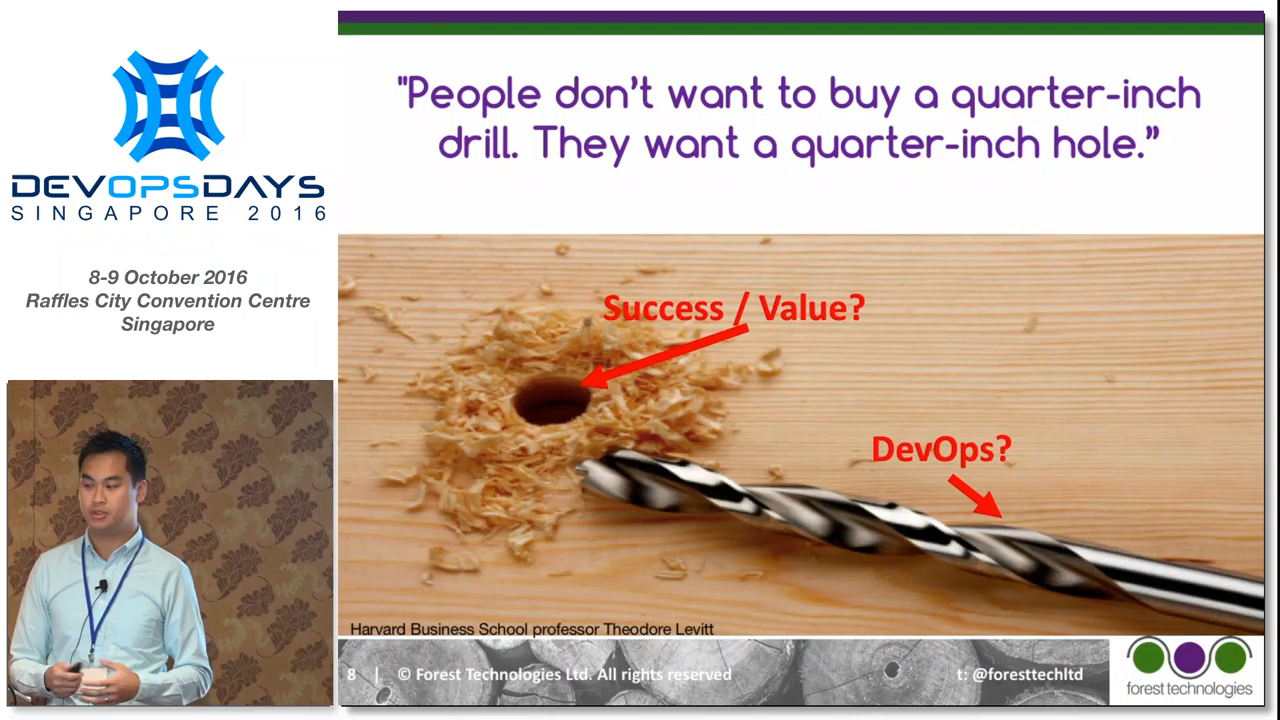 DEVOPSDAYS
SINGAPORE 2016
8-9 October 2016
Raffles City Convention Centre
Singapore
"People don't want to buy a quarter-inch
drill. They want a quarter-inch hole.”
Success / Value?
DevOps?
Harvard Business School professor Theodore Levitt
8 | © Forest Technologies Ltd. All rights reserved t: @foresttechltd
forest technologies